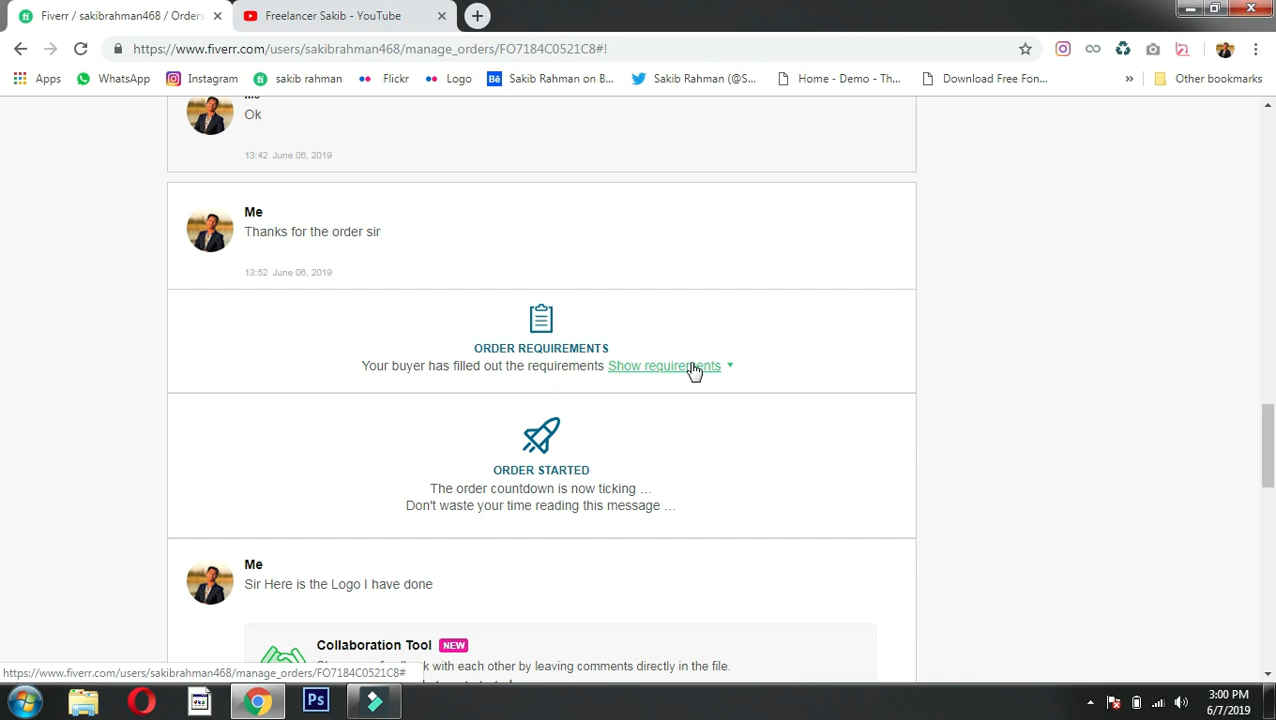 Fiverr / sakibrahman468 / Orders
Freelancer Sakib - YouTube
https://www.fiverr.com/users/sakibrahman468/manage_orders/FO7184C0521C8#!
Apps
WhatsApp
Instagram
sakib rahman
Flickr
Logo
Sakib Rahman on B...
Sakib Rahman (@S...
Home - Demo - Th...
Download Free Fon...
»
Other bookmarks
Me
Ok
13:42 June 06, 2019
Me
Thanks for the order sir
13:52 June 06, 2019
ORDER REQUIREMENTS
Your buyer has filled out the requirements Show requirements
ORDER STARTED
The order countdown is now ticking ...
Don't waste your time reading this message ...
Me
Sir Here is the Logo I have done
Collaboration Tool NEW
k with each other by leaving comments directly in the file.
https://www.fiverr.com/users/sakibrahman468/manage_orders/FO7184C0521C8#
Ps
3:00 PM
6/7/2019